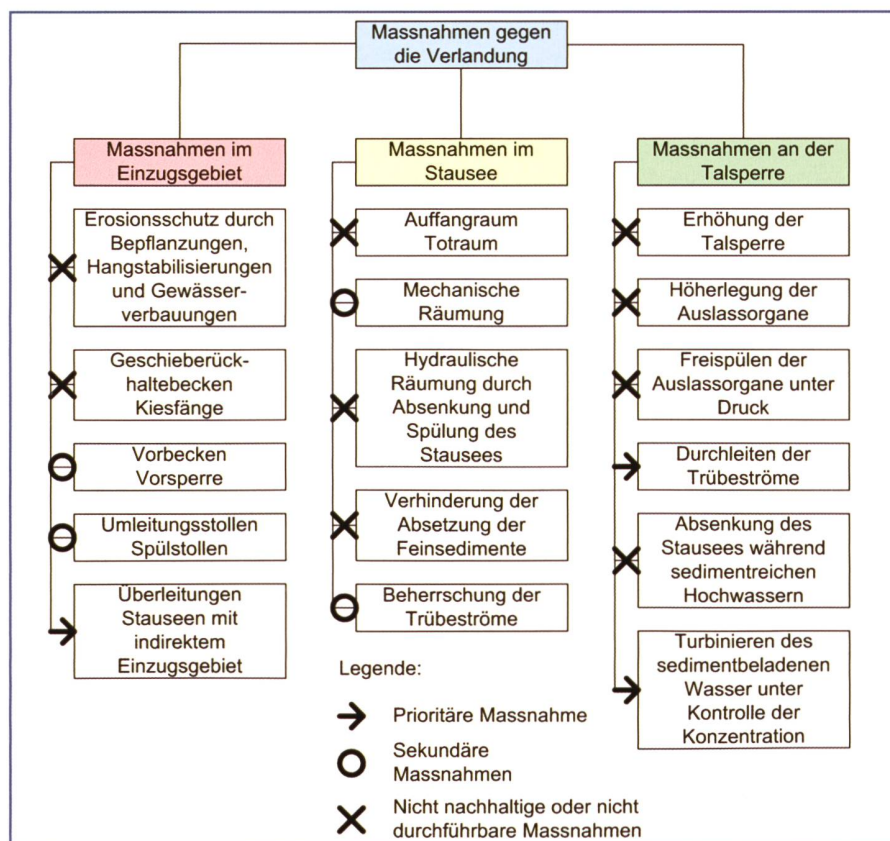 Massnahmen gegen
die Verlandung
Massnahmen im
Einzugsgebiet
Erosionsschutz durch
Bepflanzungen,
Hangstabilisierungen
und Gewässer-
verbauungen
Geschieberück-
haltebecken
Kiesfänge
Vorbecken
Vorsperre
Umleitungsstollen
Spülstollen
Überleitungen
Stauseen mit
indirektem
Einzugsgebiet
Massnahmen im
Stausee
Auffangraum
Totraum
Mechanische
Räumung
Hydraulische
Räumung durch
Absenkung und
Spülung des
Stausees
Verhinderung der
Absetzung der
Feinsedimente
Beherrschung der
Trübeströme
Massnahmen an der
Talsperre
Erhöhung der
Talsperre
Höherlegung der
Auslassorgane
Freispülen der
Auslassorgane unter
Druck
Durchleiten der
Trübeströme
Absenkung des
Stausees während
sedimentreichen
Hochwassern
Turbinieren des
sedimentbeladenen
Wasser unter
Kontrolle der
Konzentration
Legende:
Prioritäre Massnahme
Sekundäre
Massnahmen
Nicht nachhaltige oder nicht
durchführbare Massnahmen